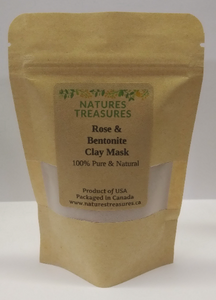 NATURES
TREASURES
Rose &
Bentonite
Clay Mask
100% Pure & Natural
Product of USA
Packaged in Canada
www.naturestreasures.ca